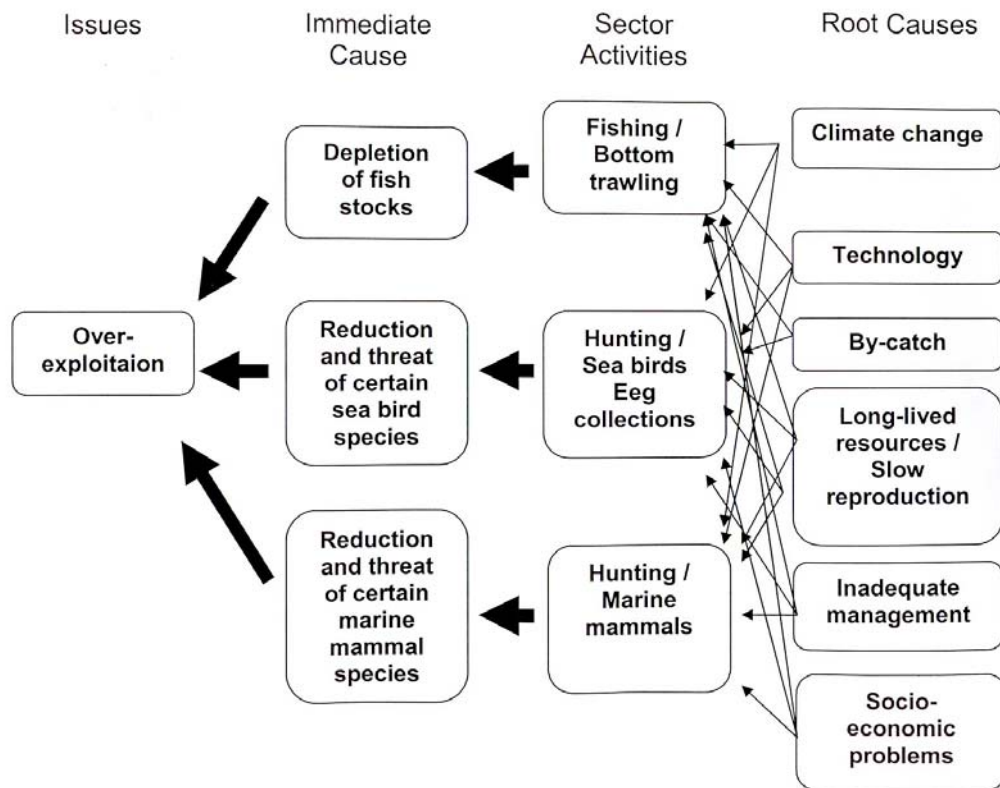 Issues
Immediate
Cause
Sector
Activities
Root Causes
Over-
exploitaion
Depletion
of fish
stocks
Reduction
and threat
of certain
sea bird
species
Reduction
and threat
of certain
marine
mammal
species
Fishing /
Bottom
trawling
Hunting /
Sea birds
Eeg
collections
Hunting /
Marine
mammals
Climate change
Technology
By-catch
Long-lived
resources /
Slow
reproduction
Inadequate
management
Socio-
economic
problems